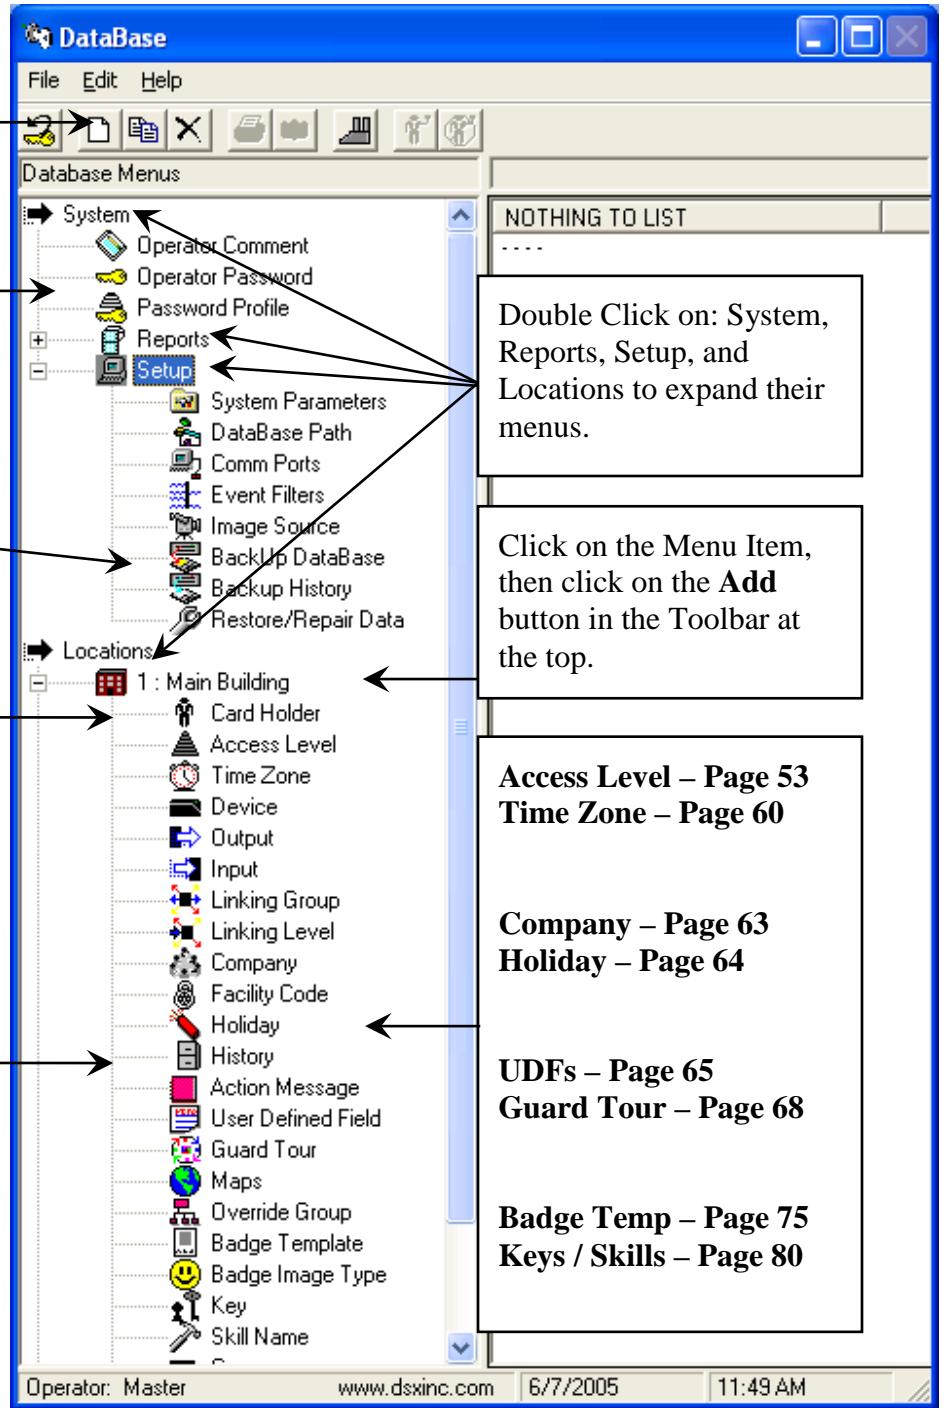 DataBase
File Edit Help
Database Menus
System
Operator Comment
Operator Password
Password Profile
Reports
Setup
System Parameters
DataBase Path
Comm Ports
Event Filters
Image Source
BackUp DataBase
Backup History
Restore/Repair Data
Locations
1 : Main Building
Card Holder
Access Level
Time Zone
Device
Output
Input
Linking Group
Linking Level
Company
Facility Code
Holiday
History
Action Message
User Defined Field
Guard Tour
Maps
Override Group
Badge Template
Badge Image Type
Key
Skill Name
NOTHING TO LIST
- - - -
Double Click on: System,
Reports, Setup, and
Locations to expand their
menus.
Click on the Menu Item,
then click on the Add
button in the Toolbar at
the top.
Access Level – Page 53
Time Zone – Page 60
Company – Page 63
Holiday – Page 64
UDFs – Page 65
Guard Tour – Page 68
Badge Temp – Page 75
Keys / Skills – Page 80
Operator: Master www.dsxinc.com 6/7/2005 11:49 AM